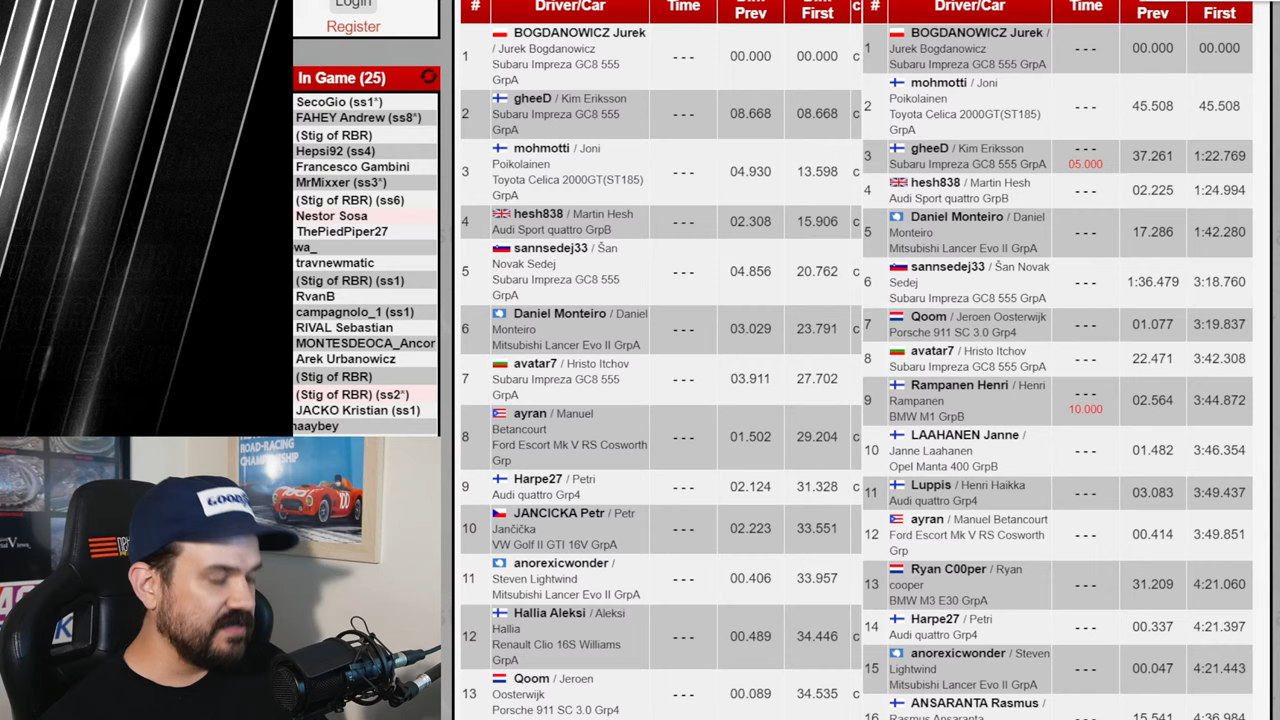 Login
Register
In Game (25)
SecoGio (ss1*)
FAHEY Andrew (ss8*)
(Stig of RBR)
Hepsi92 (ss4)
Francesco Gambini
MrMixxer (ss3*)
(Stig of RBR) (ss6)
Nestor Sosa
ThePiedPiper27
wa_
travnewmatic
(Stig of RBR) (ss1)
RvanB
campagnolo_1 (ss1)
RIVAL Sebastian
MONTESDEOCA_Ancor
Arek Urbanowicz
(Stig of RBR)
(Stig of RBR) (ss2*)
JACKO Kristian (ss1)
naaybey
ROAD-RACING
CHAMPIONSHIP
# Driver/Car Time Prev First
1 BOGDANOWICZ Jurek --- 00.000 00.000
/ Jurek Bogdanowicz
Subaru Impreza GC8 555
GrpA
2 gheeD / Kim Eriksson --- 08.668 08.668
Subaru Impreza GC8 555
GrpA
3 mohmotti / Joni --- 04.930 13.598
Poikolainen
Toyota Celica 2000GT(ST185)
GrpA
4 hesh838 / Martin Hesh --- 02.308 15.906
Audi Sport quattro GrpB
5 sannsedej33 / Šan --- 04.856 20.762
Novak Sedej
Subaru Impreza GC8 555
GrpA
6 Daniel Monteiro / Daniel --- 03.029 23.791
Monteiro
Mitsubishi Lancer Evo II GrpA
7 avatar7 / Hristo Itchov --- 03.911 27.702
Subaru Impreza GC8 555
GrpA
8 ayran / Manuel --- 01.502 29.204
Betancourt
Ford Escort Mk V RS Cosworth
Grp
9 Harpe27 / Petri --- 02.124 31.328
Audi quattro Grp4
10 JANCICKA Petr / Petr --- 02.223 33.551
Jančička
VW Golf II GTI 16V GrpA
11 anorexicwonder / --- 00.406 33.957
Steven Lightwind
Mitsubishi Lancer Evo II GrpA
12 Hallia Aleksi / Aleksi --- 00.489 34.446
Hallia
Renault Clio 16S Williams
GrpA
13 Qoom / Jeroen --- 00.089 34.535
Oosterwijk
Porsche 911 SC 3.0 Grp4
# Driver/Car Time Prev First
1 BOGDANOWICZ Jurek / --- 00.000 00.000
Jurek Bogdanowicz
Subaru Impreza GC8 555 GrpA
2 mohmotti / Joni --- 45.508 45.508
Poikolainen
Toyota Celica 2000GT(ST185)
GrpA
3 gheeD / Kim Eriksson --- 05.000 37.261 1:22.769
Subaru Impreza GC8 555 GrpA
4 hesh838 / Martin Hesh --- 02.225 1:24.994
Audi Sport quattro GrpB
5 Daniel Monteiro / Daniel --- 17.286 1:42.280
Monteiro
Mitsubishi Lancer Evo II GrpA
6 sannsedej33 / Šan Novak --- 1:36.479 3:18.760
Sedej
Subaru Impreza GC8 555 GrpA
7 Qoom / Jeroen Oosterwijk --- 01.077 3:19.837
Porsche 911 SC 3.0 Grp4
8 avatar7 / Hristo Itchov --- 22.471 3:42.308
Subaru Impreza GC8 555 GrpA
9 Rampanen Henri / Henri --- 10.000 02.564 3:44.872
Rampanen
BMW M1 GrpB
10 LAAHANEN Janne / --- 01.482 3:46.354
Janne Laahanen
Opel Manta 400 GrpB
11 Luppis / Henri Haikka --- 03.083 3:49.437
Audi quattro Grp4
12 ayran / Manuel Betancourt --- 00.414 3:49.851
Ford Escort Mk V RS Cosworth
Grp
13 Ryan C00per / Ryan --- 31.209 4:21.060
cooper
BMW M3 E30 GrpA
14 Harpe27 / Petri --- 00.337 4:21.397
Audi quattro Grp4
15 anorexicwonder / Steven --- 00.047 4:21.443
Lightwind
Mitsubishi Lancer Evo II GrpA
16 ANSARANTA Rasmus / --- 15.541 4:36.984
Rasmus Ansaranta